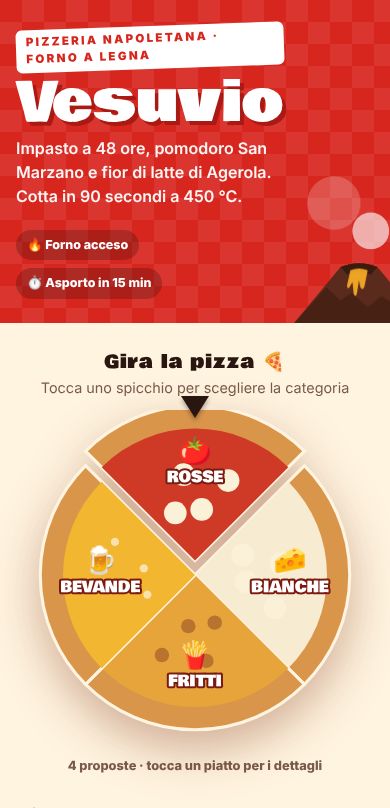 PIZZERIA NAPOLETANA ·
FORNO A LEGNA
Vesuvio
Impasto a 48 ore, pomodoro San
Marzano e fior di latte di Agerola.
Cotta in 90 secondi a 450 °C.
🔥 Forno acceso
⏱️ Asporto in 15 min
Gira la pizza 🍕
Tocca uno spicchio per scegliere la categoria
ROSSE
BEVANDE
BIANCHE
FRITTI
4 proposte · tocca un piatto per i dettagli